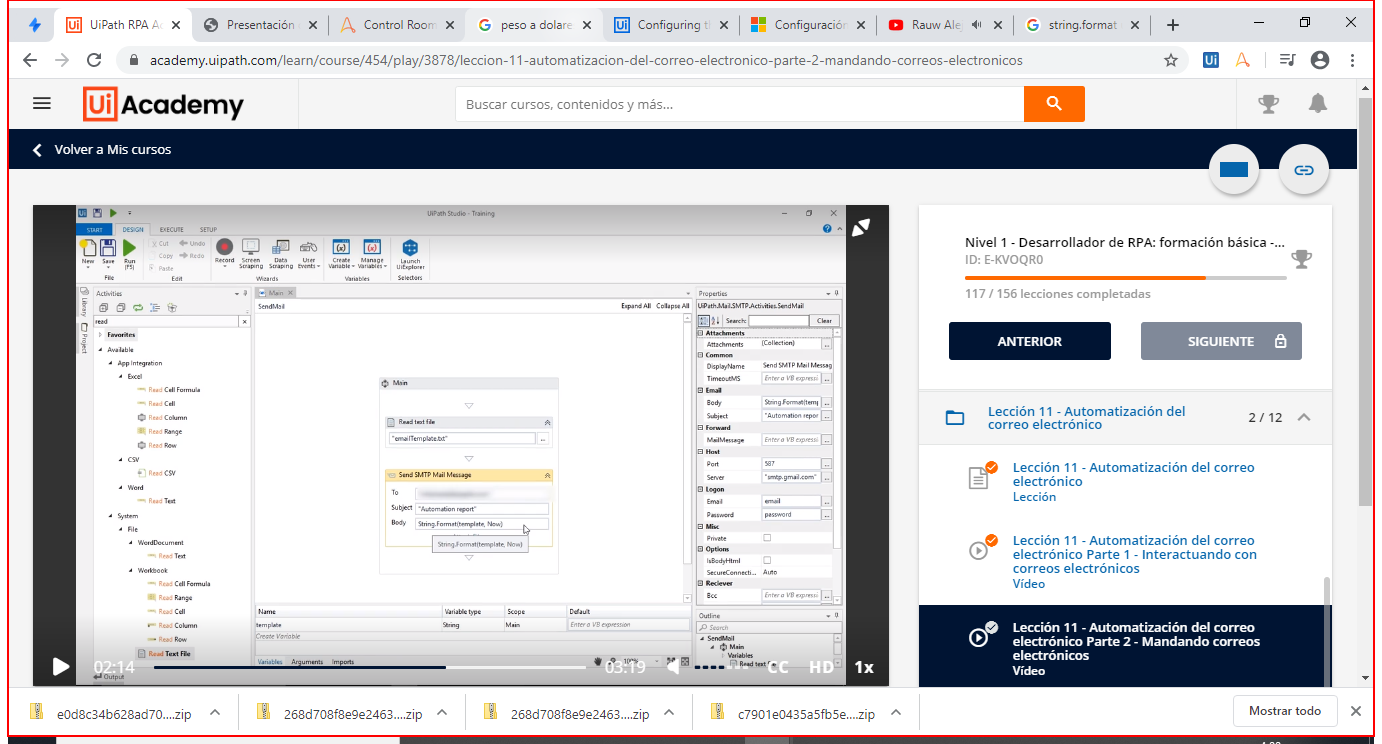 UiPath RPA Ac
Presentación
Control Room
peso a dolare
Configuring t
Configuración
Rauw Ale
string.format
academy.uipath.com/learn/course/454/play/3878/leccion-11-automatizacion-del-correo-electronico-parte-2-mandando-correos-electronicos
Ui Academy
Buscar cursos, contenidos y más...
Volver a Mis cursos
UiPath Studio - Training
START DESIGN EXECUTE SETUP
New
Save
Run (F5)
Cut
Copy
Paste
Undo
Redo
Record
Screen Scraping
Data Scraping
User Events
Create Variable
Manage Variables
Launch UiExplorer
File
Edit
Wizards
Variables
Selectors
Library
Project
Activities
read
Favorites
Available
App Integration
Excel
Read Cell Formula
Read Cell
Read Column
Read Range
Read Row
CSV
Read CSV
Word
Read Text
System
File
WordDocument
Read Text
Workbook
Read Cell Formula
Read Range
Read Cell
Read Column
Read Row
Read Text File
Output
Main
SendMail
Expand All Collapse All
Main
Read text file
"emailTemplate.txt"
Send SMTP Mail Message
To
Subject "Automation report"
Body String.Format(template, Now)
String.Format(template, Now)
Name Variable type Scope Default
template String Main Enter a VB expression
Create Variable
Variables Arguments Imports
100%
Properties
UiPath.Mail.SMTP.Activities.SendMail
Search: Clear
Attachments
Attachments (Collection)
Common
DisplayName Send SMTP Mail Messag
TimeoutMS Enter a VB expressi
Email
Body String.Format(temp
Subject "Automation repor
Forward
MailMessage Enter a VB expressi
Host
Port 587
Server "smtp.gmail.com"
Logon
Email email
Password password
Misc
Private
Options
IsBodyHtml
SecureConnecti... Auto
Reciever
Bcc Enter a VB expressi
Outline
Search
SendMail
Main
Variables
Read text
02:14
03:19
CC
HD
1x
Nivel 1 - Desarrollador de RPA: formación básica -...
ID: E-KVOQR0
117 / 156 lecciones completadas
ANTERIOR
SIGUIENTE
Lección 11 - Automatización del
correo electrónico
2 / 12
Lección 11 - Automatización del correo
electrónico
Lección
Lección 11 - Automatización del correo
electrónico Parte 1 - Interactuando con
correos electrónicos
Vídeo
Lección 11 - Automatización del correo
electrónico Parte 2 - Mandando correos
electrónicos
Vídeo
e0d8c34b628ad70....zip
268d708f8e9e2463....zip
268d708f8e9e2463....zip
c7901e0435a5fb5e....zip
Mostrar todo